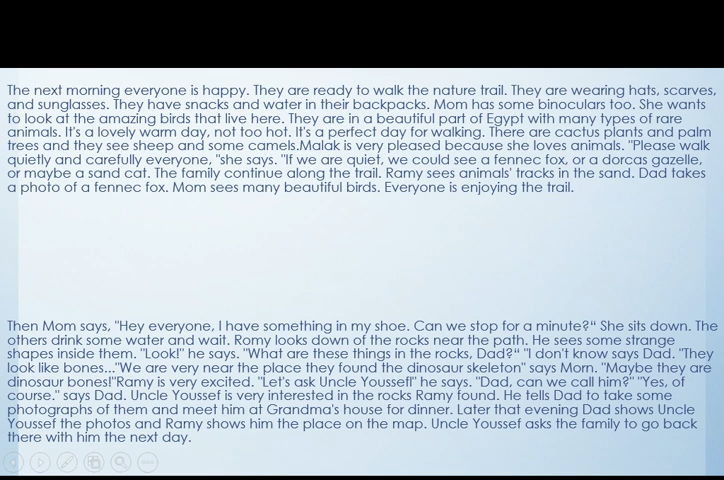 The next morning everyone is happy. They are ready to walk the nature trail. They are wearing hats, scarves,
and sunglasses. They have snacks and water in their backpacks. Mom has some binoculars too. She wants
to look at the amazing birds that live here. They are in a beautiful part of Egypt with many types of rare
animals. It's a lovely warm day, not too hot. It's a perfect day for walking. There are cactus plants and palm
trees and they see sheep and some camels.Malak is very pleased because she loves animals. "Please walk
quietly and carefully everyone, "she says. "If we are quiet, we could see a fennec fox, or a dorcas gazelle,
or maybe a sand cat. The family continue along the trail. Ramy sees animals' tracks in the sand. Dad takes
a photo of a fennec fox. Mom sees many beautiful birds. Everyone is enjoying the trail.
Then Mom says, "Hey everyone, I have something in my shoe. Can we stop for a minute?“ She sits down. The
others drink some water and wait. Romy looks down of the rocks near the path. He sees some strange
shapes inside them. "Look!" he says. "What are these things in the rocks, Dad?“ "I don't know says Dad. "They
look like bones..."We are very near the place they found the dinosaur skeleton" says Morn. "Maybe they are
dinosaur bones!"Ramy is very excited. "Let's ask Uncle Youssef!" he says. "Dad, can we call him?" "Yes, of
course." says Dad. Uncle Youssef is very interested in the rocks Ramy found. He tells Dad to take some
photographs of them and meet him at Grandma's house for dinner. Later that evening Dad shows Uncle
Youssef the photos and Ramy shows him the place on the map. Uncle Youssef asks the family to go back
there with him the next day.